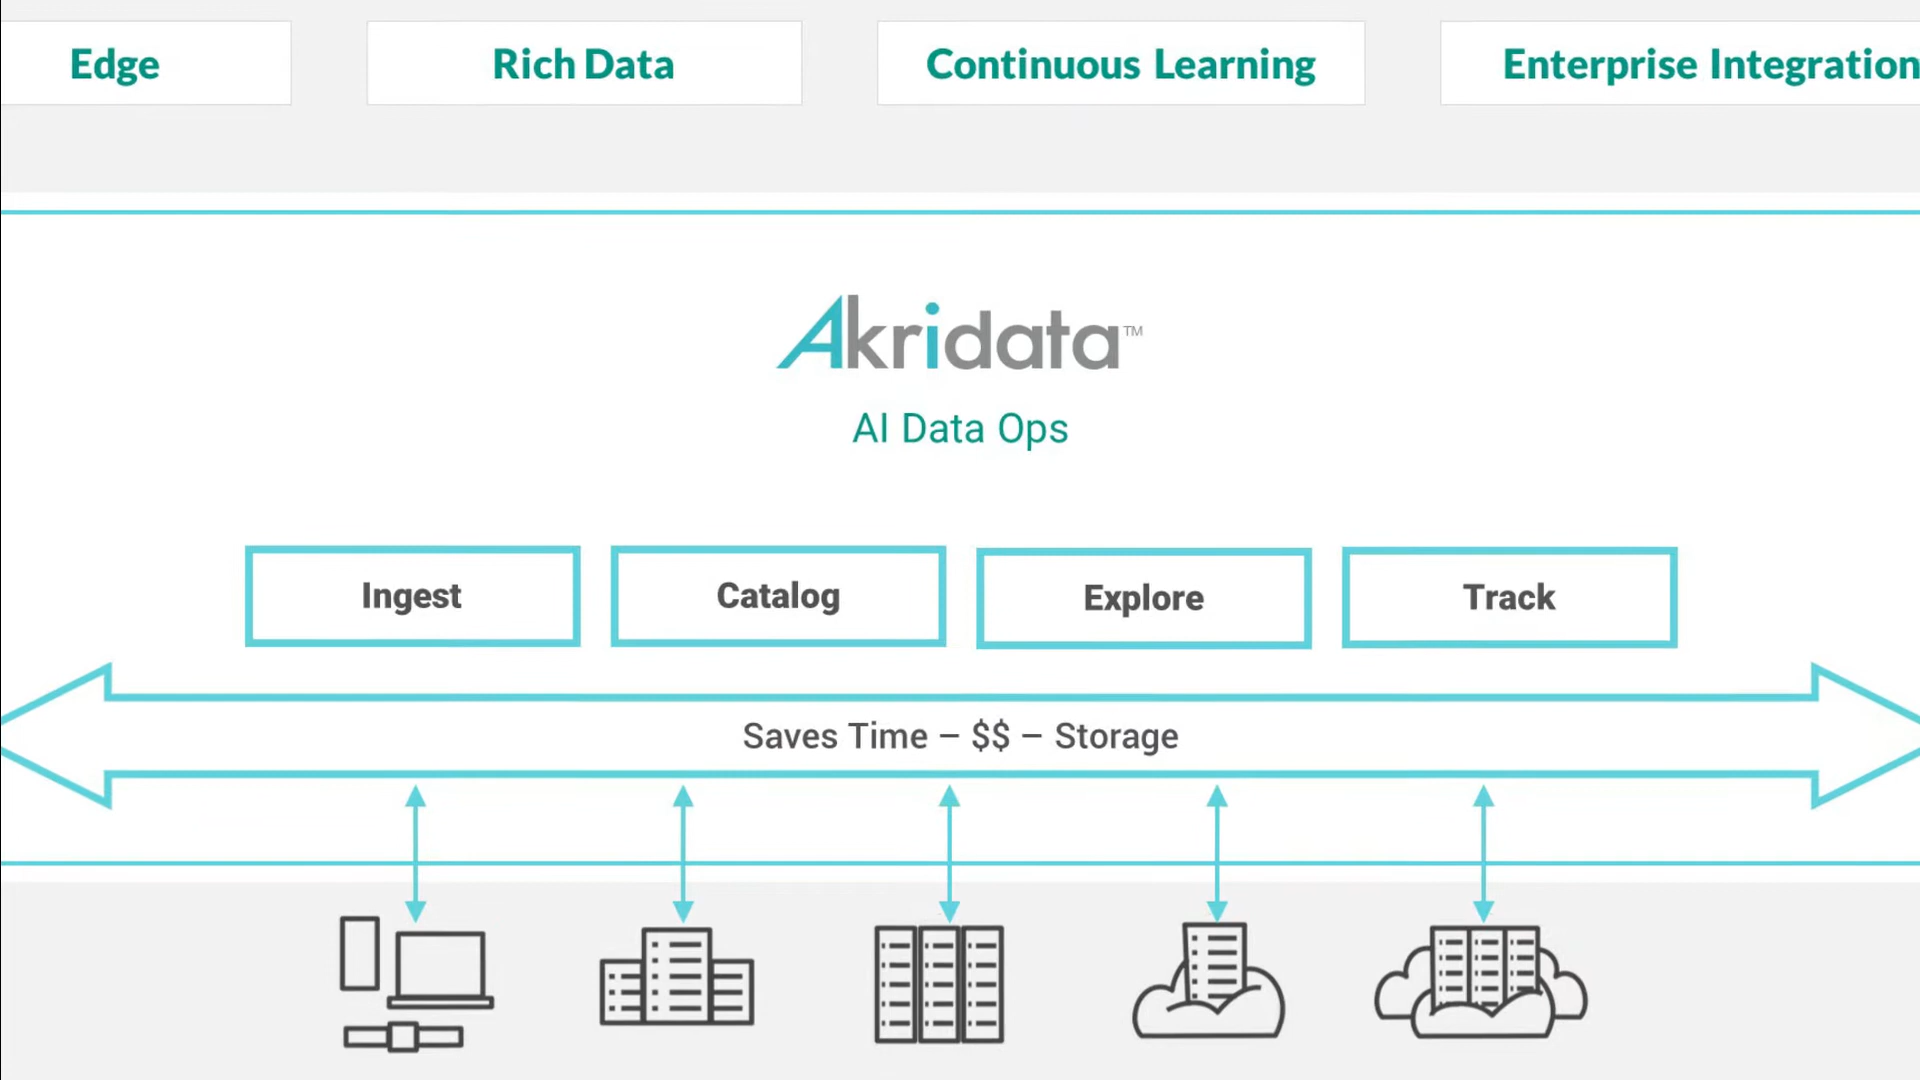 Edge
Rich Data
Continuous Learning
Enterprise Integration
Akridata™
AI Data Ops
Ingest
Catalog
Explore
Track
Saves Time – $$ – Storage